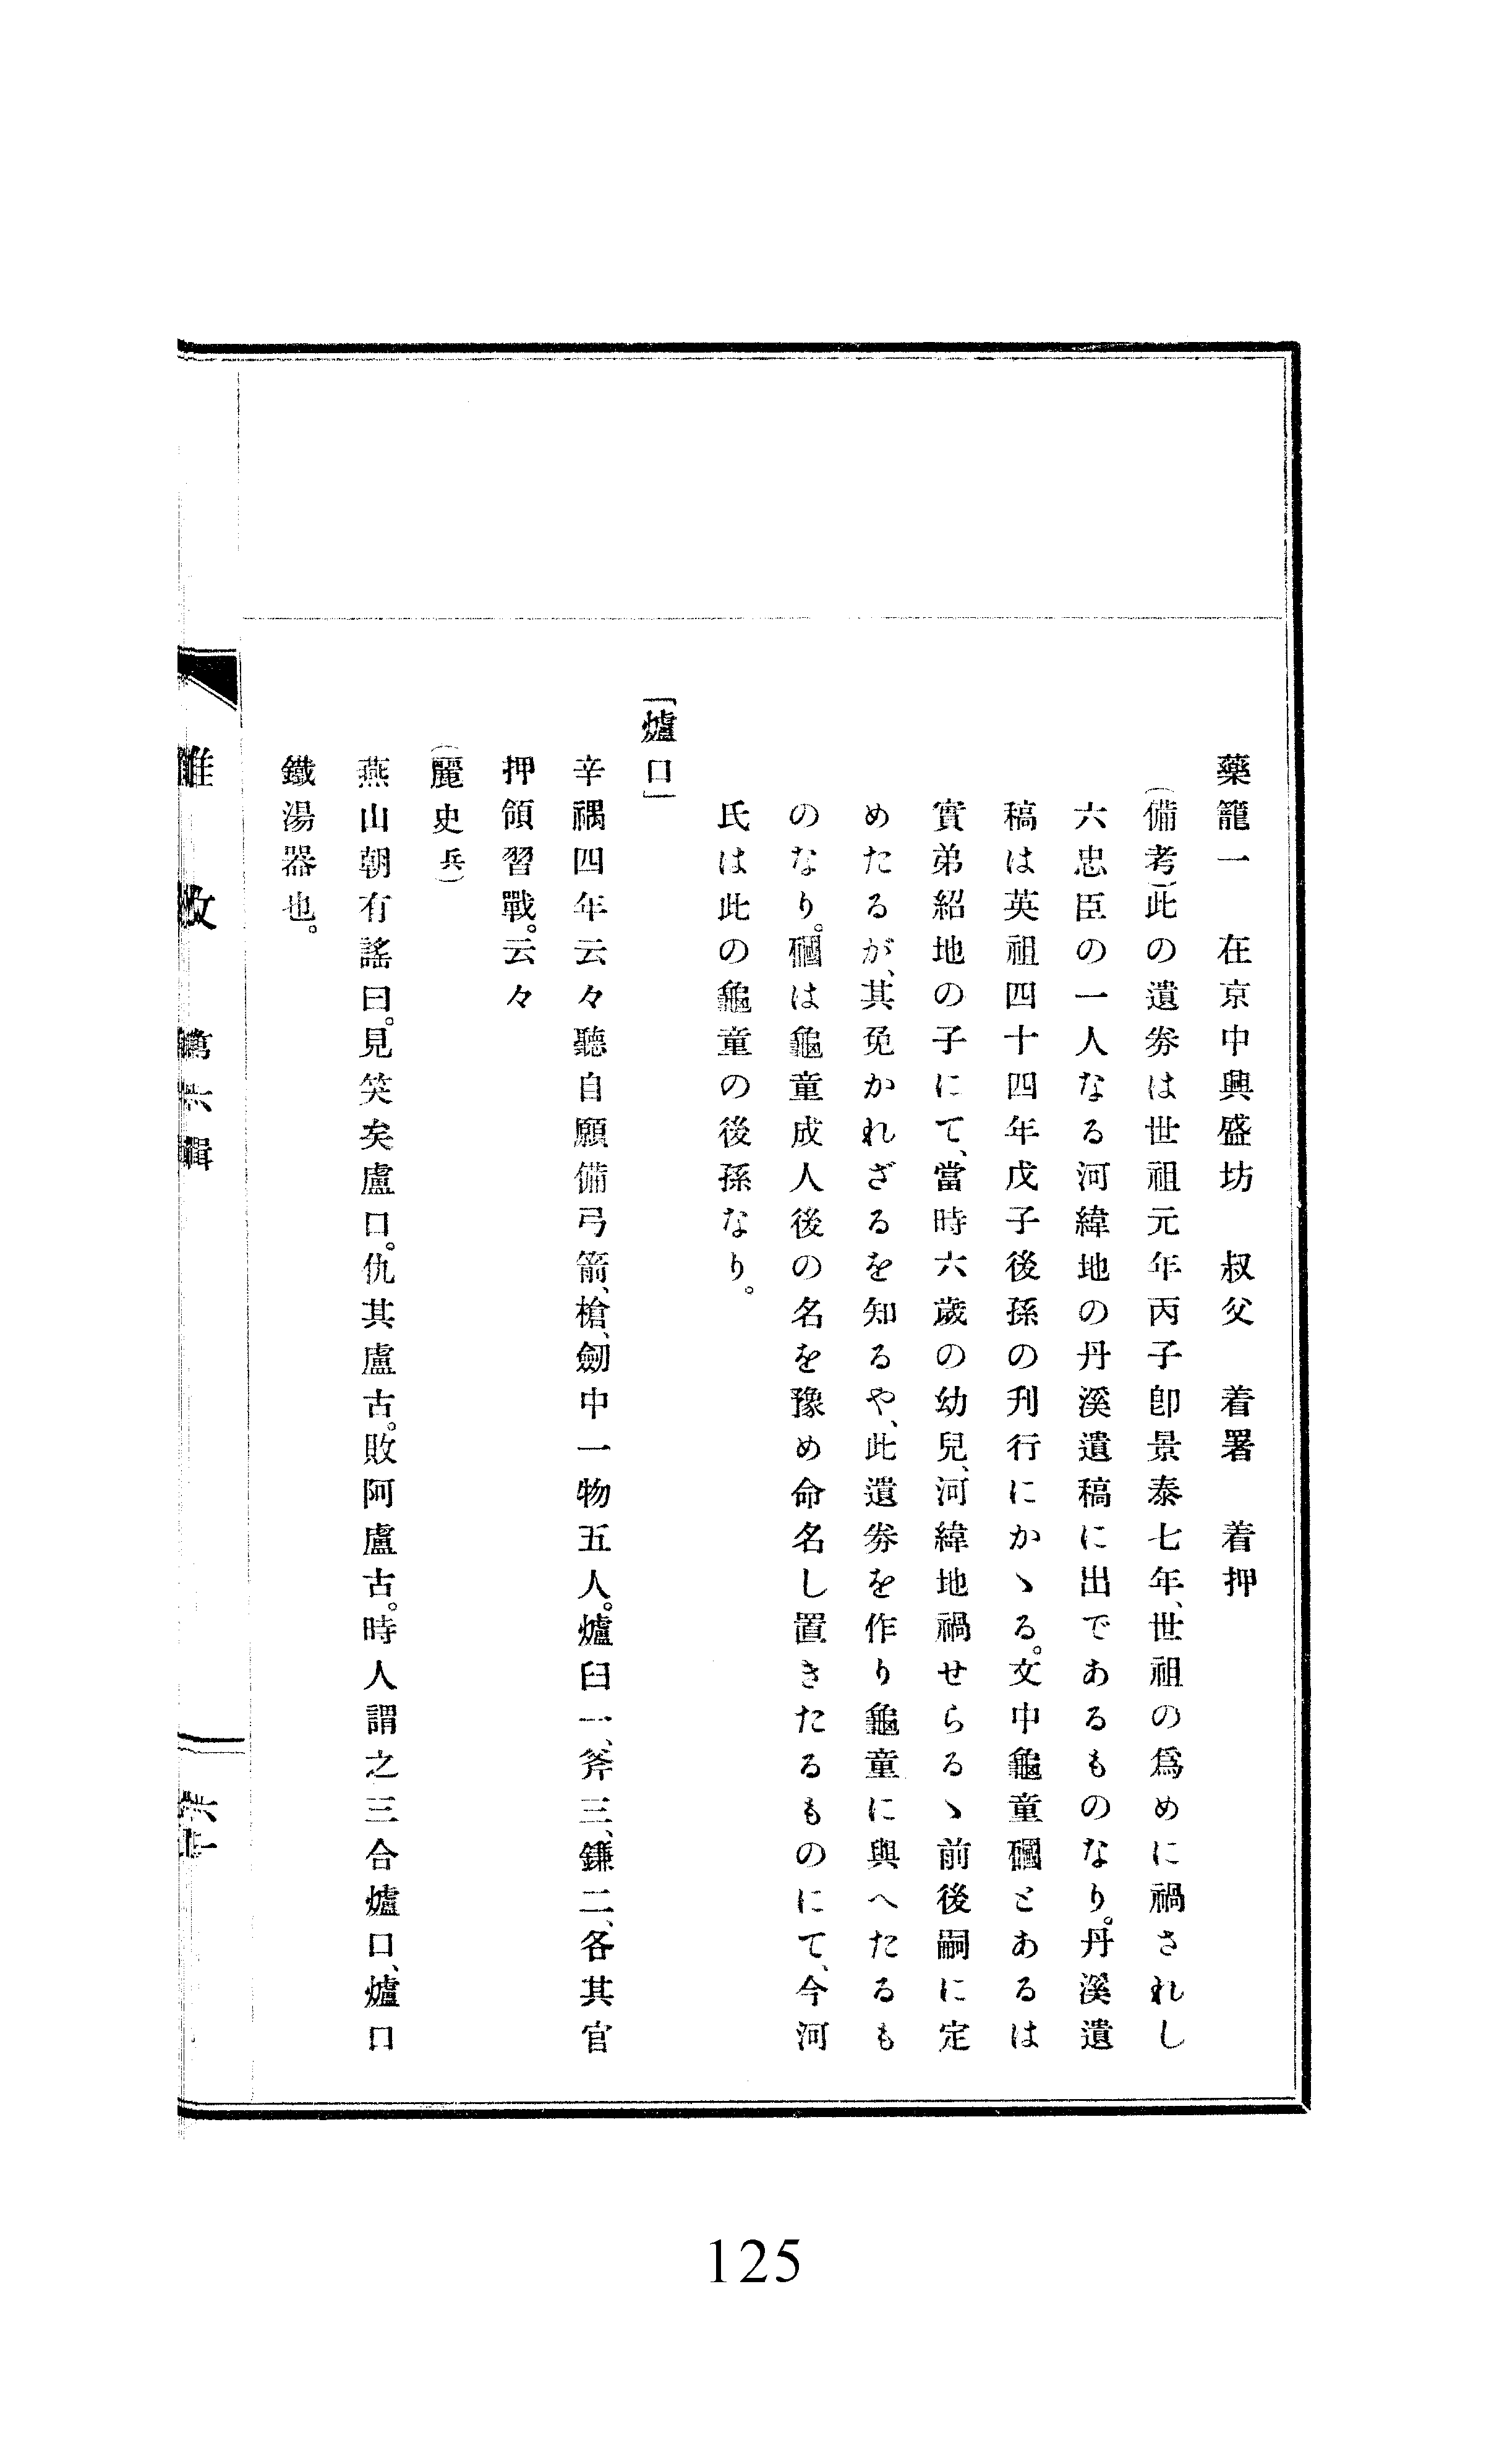 藥籠一　在京中興盛坊　叔父　着署　着押
(備考)此の遺劵は世祖元年丙子卽景泰七年、世祖の爲めに禍されし
六忠臣の一人なる河緯地の丹溪遺稿に出であるものなり。丹溪遺
稿は英祖四十四年戊子後孫の刋行にかゝる。文中龜童礀とあるは
實弟紹地の子にて、當時六歲の幼兒、河緯地禍せらるゝ前後嗣に定
めたるが、其免かれざるを知るや、此遺劵を作り龜童に與へたるも
のなり。は龜童成人後の名を豫め命名し置きたるものにて、今河
氏は此の龜童の後孫なり。
「爐口」
辛禑四年云々聽自願備弓箭、槍、劒中一物五人。爐臼一、斧三、鎌二、各其官
押領習戰。云々
(麗史兵)
燕山朝有謠曰。見笑矣盧口。仇其盧古。敗阿盧古。時人謂之三合爐口、爐口
鐵湯器也。
雜攷　第六輯
六十
125